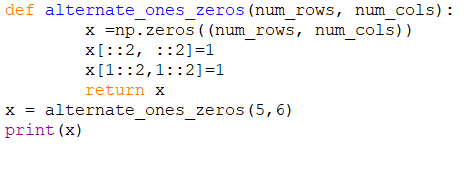 def alternate_ones_zeros(num_rows, num_cols):
        x =np.zeros((num_rows, num_cols))
        x[::2, ::2]=1
        x[1::2,1::2]=1
        return x
x = alternate_ones_zeros(5,6)
print(x)